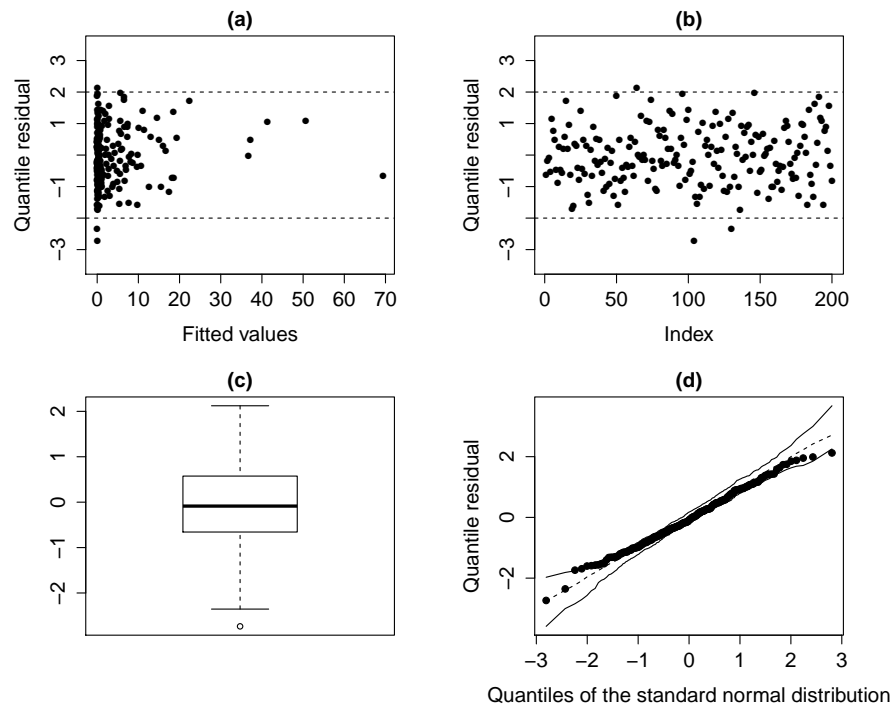 (a)
Quantile residual
3
2
1
−1
−3
0 10 20 30 40 50 60 70
Fitted values
(b)
Quantile residual
3
2
1
−1
−3
0 50 100 150 200
Index
(c)
2
1
0
−1
−2
(d)
Quantile residual
2
0
−2
−3 −2 −1 0 1 2 3
Quantiles of the standard normal distribution